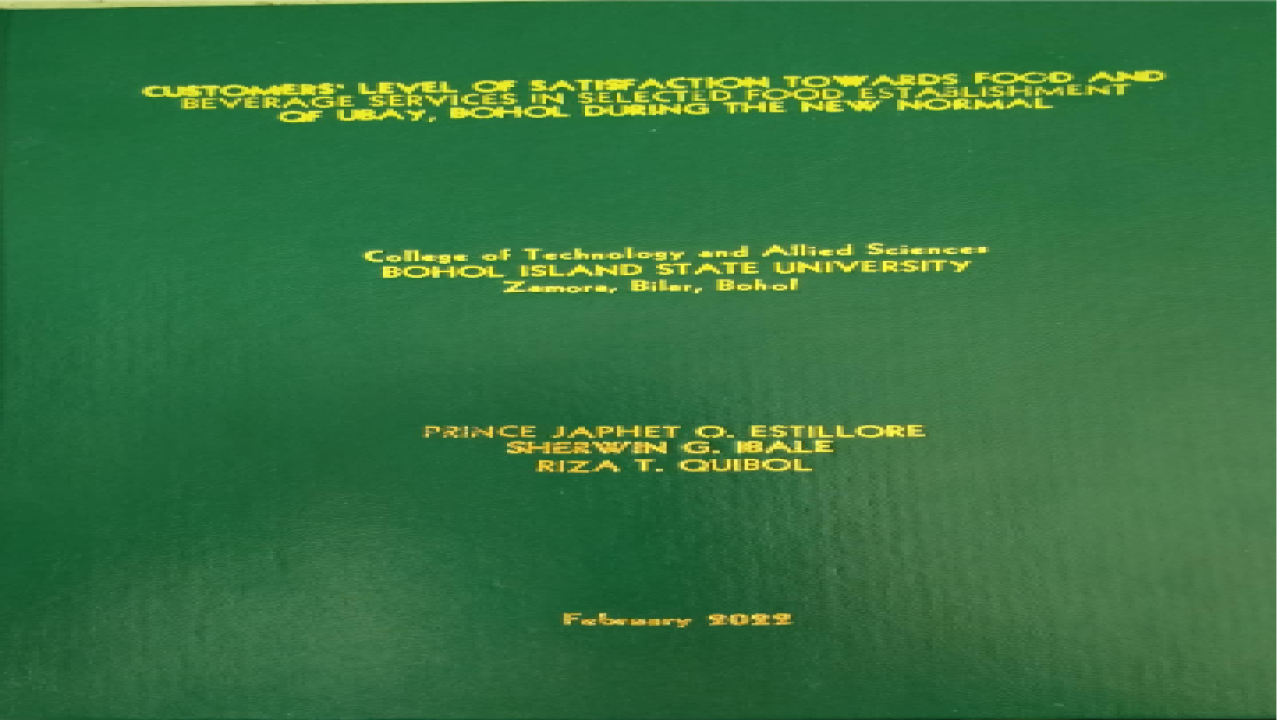 CUSTOMERS' LEVEL OF SATISFACTION TOWARDS FOOD AND
BEVERAGE SERVICES IN SELECTED FOOD ESTABLISHMENT
OF UBAY, BOHOL DURING THE NEW NORMAL
College of Technology and Allied Sciences
BOHOL ISLAND STATE UNIVERSITY
Zamora, Bilar, Bohol
PRINCE JAPHET O. ESTILLORE
SHERWIN G. IBALE
RIZA T. QUIBOL
February 2022